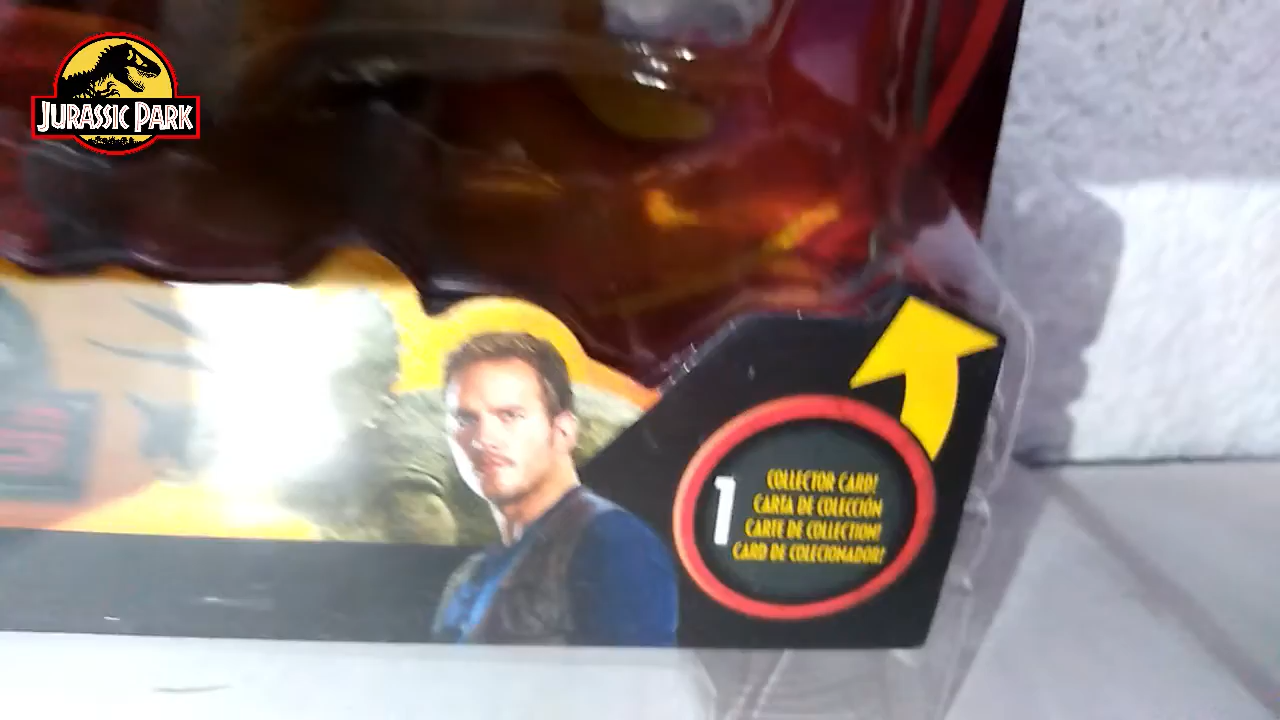 JURASSIC PARK
1
COLLECTOR CARD!
CARTA DE COLECCIÓN
CARTE DE COLLECTION!
CARD DE COLECIONADOR!